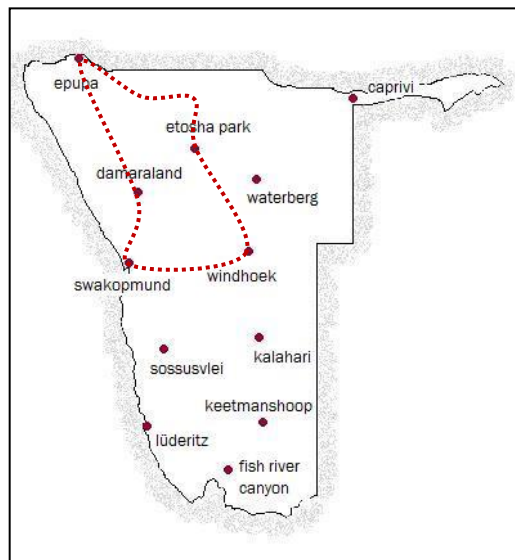 epupa
caprivi
etosha park
damaraland
waterberg
windhoek
swakopmund
kalahari
sossusvlei
keetmanshoop
lüderitz
fish river
canyon